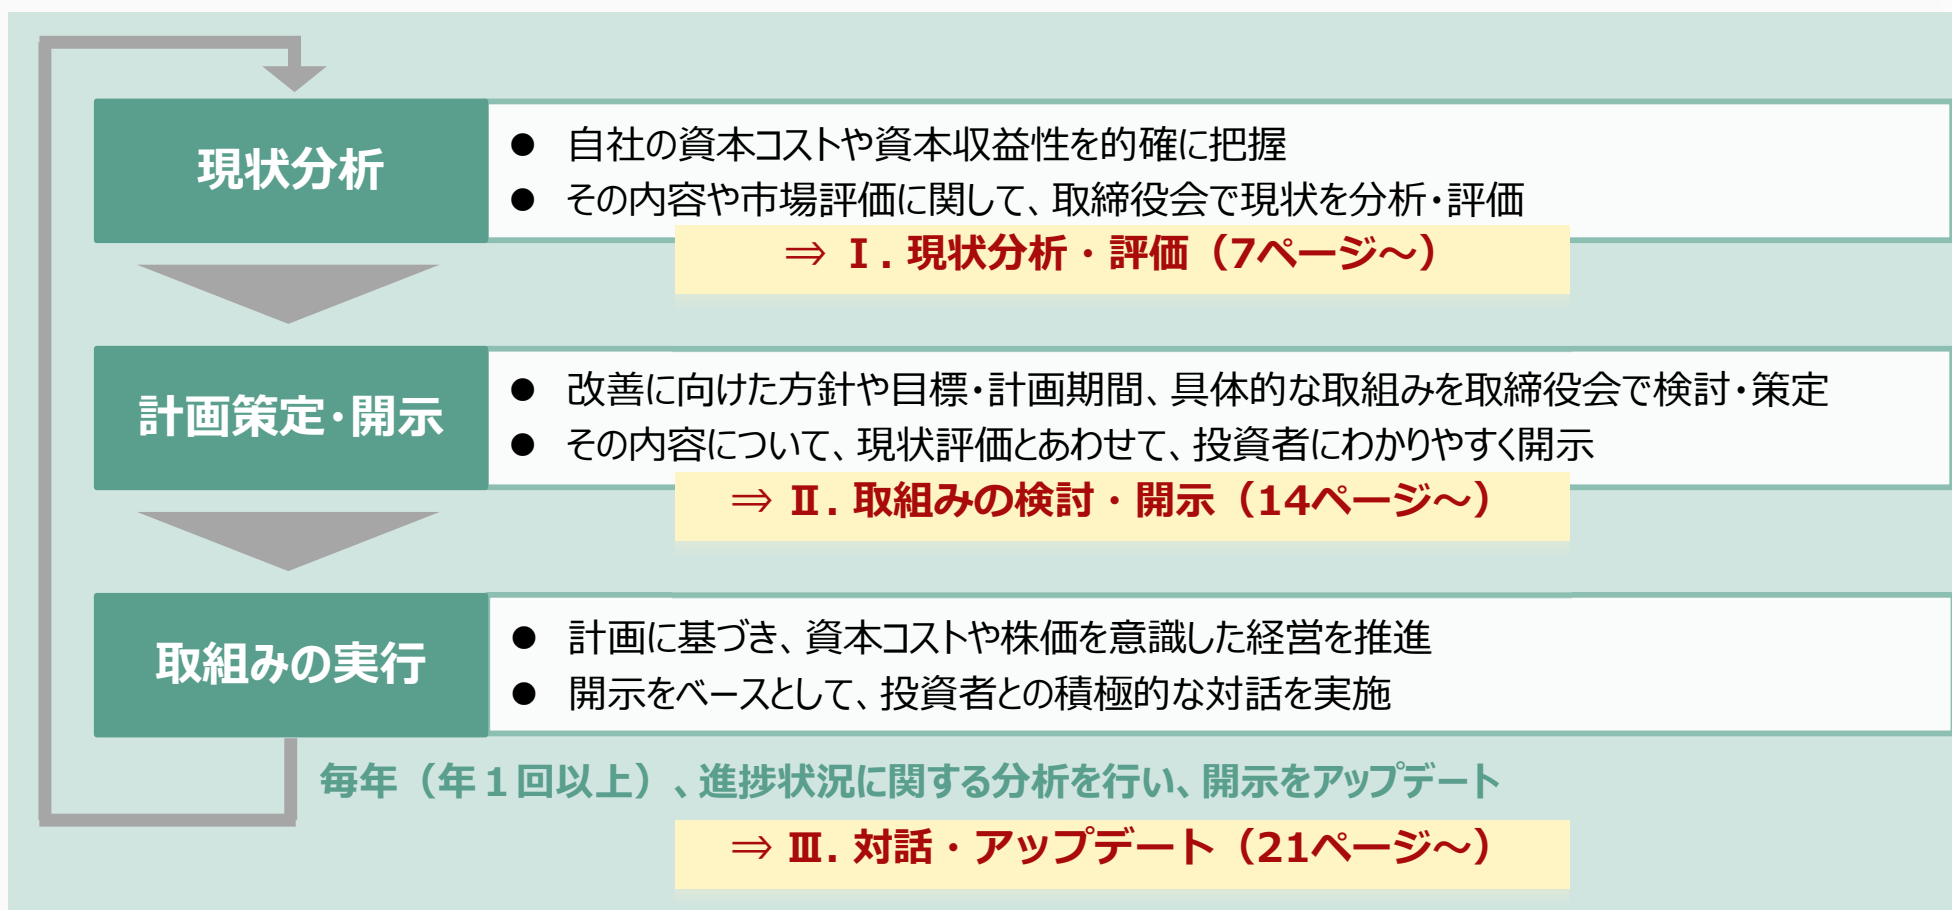 現状分析
● 自社の資本コストや資本収益性を的確に把握
● その内容や市場評価に関して、取締役会で現状を分析・評価
⇒ Ⅰ. 現状分析・評価（7ページ～）
計画策定・開示
● 改善に向けた方針や目標・計画期間、具体的な取組みを取締役会で検討・策定
● その内容について、現状評価とあわせて、投資者にわかりやすく開示
⇒ Ⅱ. 取組みの検討・開示（14ページ～）
取組みの実行
● 計画に基づき、資本コストや株価を意識した経営を推進
● 開示をベースとして、投資者との積極的な対話を実施
毎年（年１回以上）、進捗状況に関する分析を行い、開示をアップデート
⇒ Ⅲ. 対話・アップデート（21ページ～）